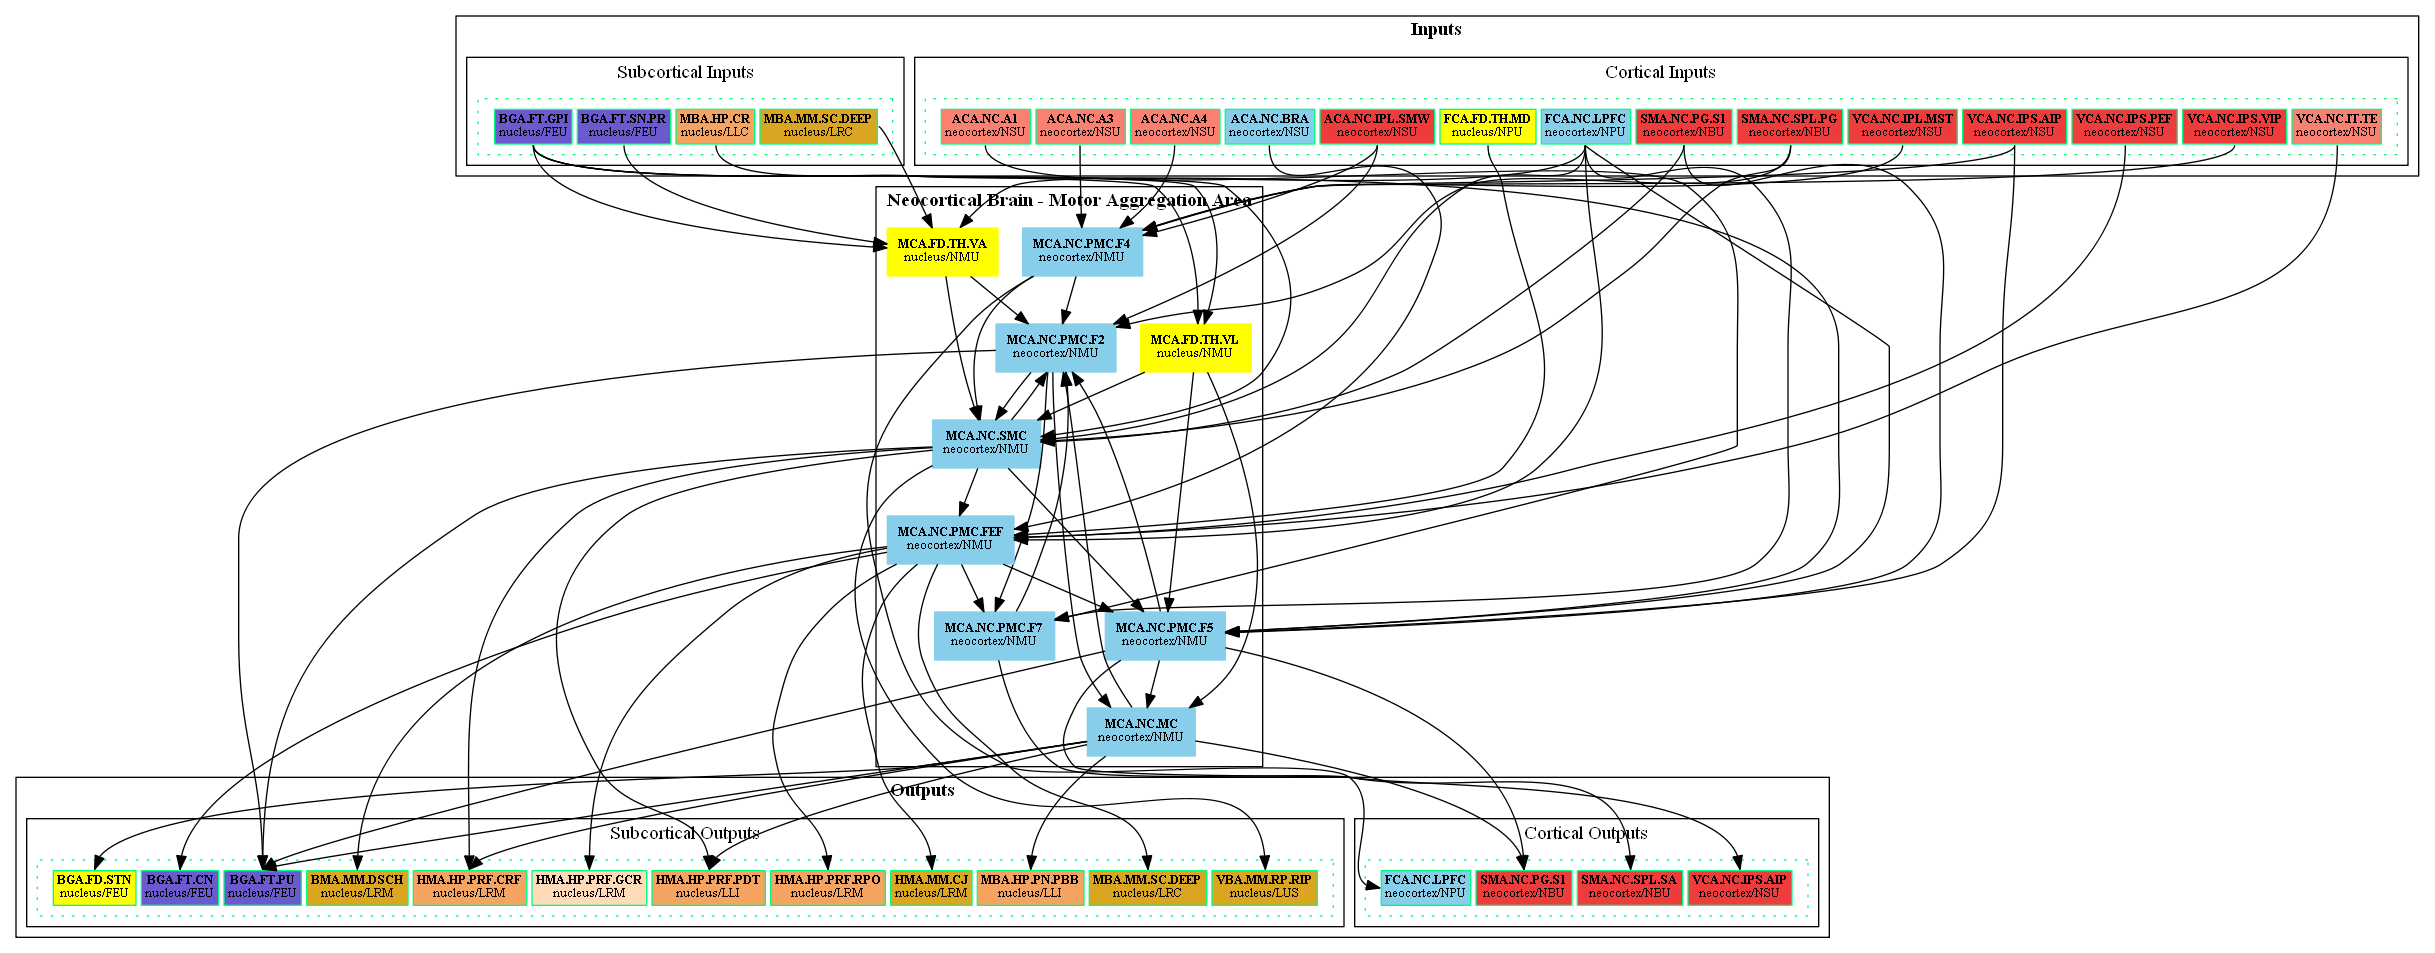 Inputs
Subcortical Inputs
Cortical Inputs
BGA.FT.GPI
nucleus/FEU
BGA.FT.SN.PR
nucleus/FEU
MBA.HP.CR
nucleus/LLC
MBA.MM.SC.DEEP
nucleus/LRC
ACA.NC.A1
neocortex/NSU
ACA.NC.A3
neocortex/NSU
ACA.NC.A4
neocortex/NSU
ACA.NC.BRA
neocortex/NSU
ACA.NC.IPL.SMW
neocortex/NSU
FCA.FD.TH.MD
nucleus/NPU
FCA.NC.LPFC
neocortex/NPU
SMA.NC.PG.S1
neocortex/NBU
SMA.NC.SPL.PG
neocortex/NBU
VCA.NC.IPL.MST
neocortex/NSU
VCA.NC.IPS.AIP
neocortex/NSU
VCA.NC.IPS.PEF
neocortex/NSU
VCA.NC.IPS.VIP
neocortex/NSU
VCA.NC.IT.TE
neocortex/NSU
Neocortical Brain - Motor Aggregation Area
MCA.FD.TH.VA
nucleus/NMU
MCA.NC.PMC.F4
neocortex/NMU
MCA.NC.PMC.F2
neocortex/NMU
MCA.FD.TH.VL
nucleus/NMU
MCA.NC.SMC
neocortex/NMU
MCA.NC.PMC.FEF
neocortex/NMU
MCA.NC.PMC.F7
neocortex/NMU
MCA.NC.PMC.F5
neocortex/NMU
MCA.NC.MC
neocortex/NMU
Outputs
Subcortical Outputs
Cortical Outputs
BGA.FD.STN
nucleus/FEU
BGA.FT.CN
nucleus/FEU
BGA.FT.PU
nucleus/FEU
BMA.MM.DSCH
nucleus/LRM
HMA.HP.PRF.CRF
nucleus/LRM
HMA.HP.PRF.GCR
nucleus/LRM
HMA.HP.PRF.PDT
nucleus/LLI
HMA.HP.PRF.RPO
nucleus/LRM
HMA.MM.CJ
nucleus/LRM
MBA.HP.PN.PBB
nucleus/LLI
MBA.MM.SC.DEEP
nucleus/LRC
VBA.MM.RP.RIP
nucleus/LUS
FCA.NC.LPFC
neocortex/NPU
SMA.NC.PG.S1
neocortex/NBU
SMA.NC.SPL.SA
neocortex/NBU
VCA.NC.IPS.AIP
neocortex/NSU